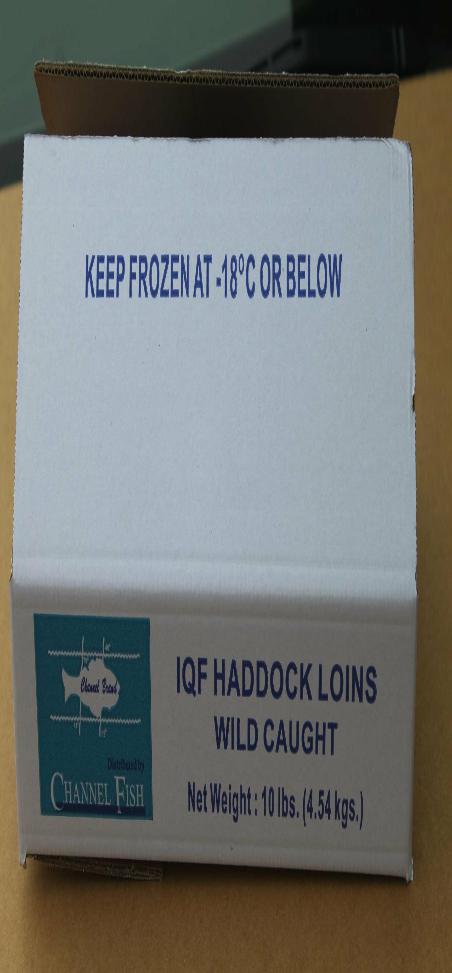 KEEP FROZEN AT -18°C OR BELOW
Channel Brand
Distributed by
CHANNEL FISH
IQF HADDOCK LOINS
WILD CAUGHT
Net Weight : 10 lbs. (4.54 kgs.)